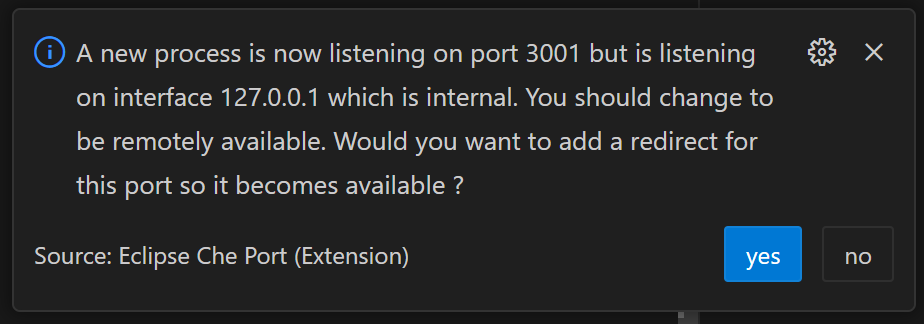 A new process is now listening on port 3001 but is listening
on interface 127.0.0.1 which is internal. You should change to
be remotely available. Would you want to add a redirect for
this port so it becomes available ?
Source: Eclipse Che Port (Extension)
yes
no